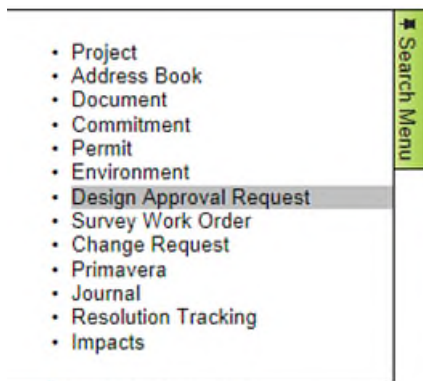 Project
Address Book
Document
Commitment
Permit
Environment
Design Approval Request
Survey Work Order
Change Request
Primavera
Journal
Resolution Tracking
Impacts
Search Menu